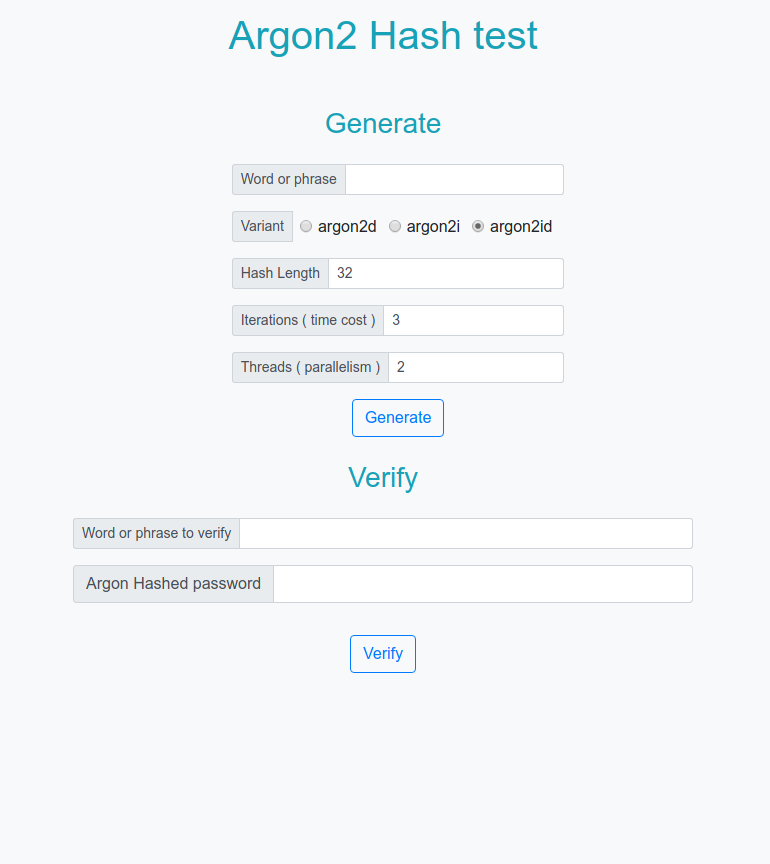 Argon2 Hash test
Generate
Word or phrase
Variant argon2d argon2i argon2id
Hash Length 32
Iterations ( time cost ) 3
Threads ( parallelism ) 2
Generate
Verify
Word or phrase to verify
Argon Hashed password
Verify